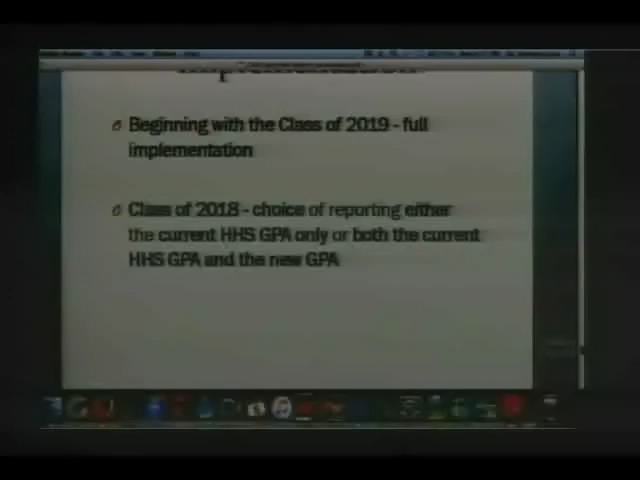 Beginning with the Class of 2019 - full
implementation
Class of 2018 - choice of reporting either
the current HHS GPA only or both the current
HHS GPA and the new GPA